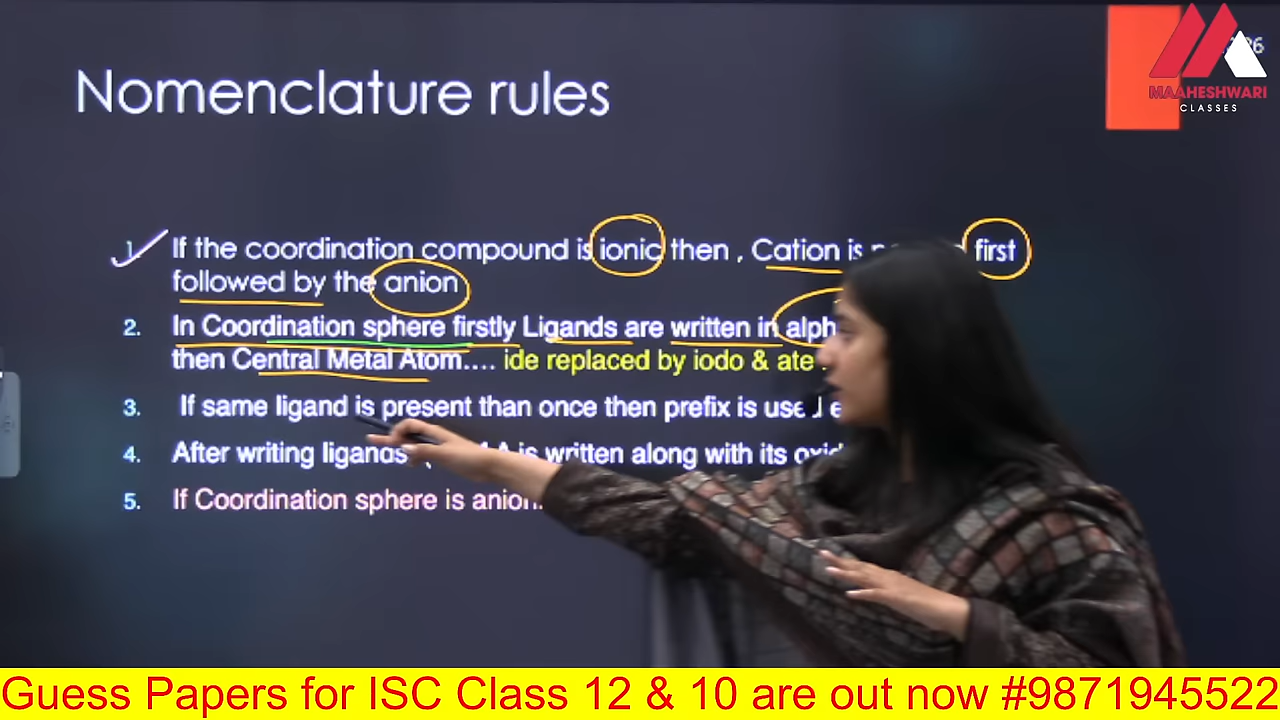 Nomenclature rules
MAAHESHWARI
CLASSES
1. If the coordination compound is ionic then , Cation is first
followed by the anion
2. In Coordination sphere firstly Ligands are written in alph
then Central Metal Atom.... ide replaced by iodo & ate
3. If same ligand is present than once then prefix is used
4. After writing ligands is written along with its oxid
5. If Coordination sphere is anion.
Guess Papers for ISC Class 12 & 10 are out now #9871945522